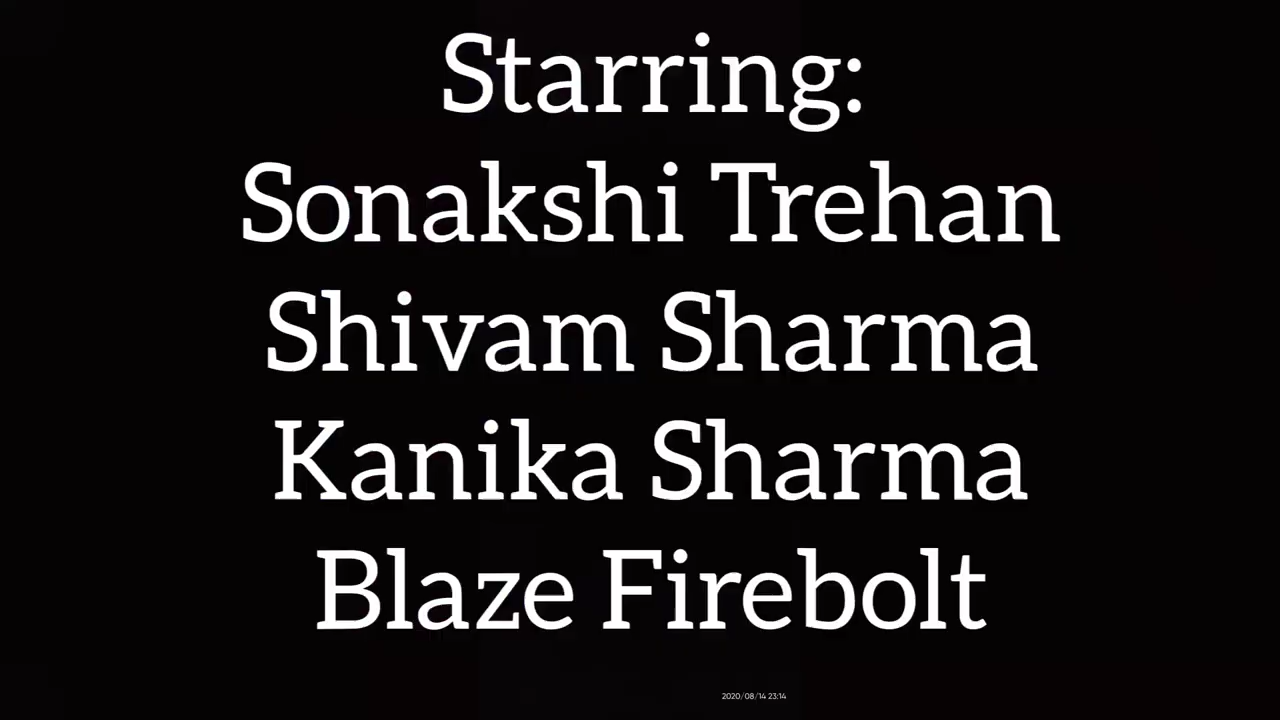 Starring:
Sonakshi Trehan
Shivam Sharma
Kanika Sharma
Blaze Firebolt
2020/08/14 23:14